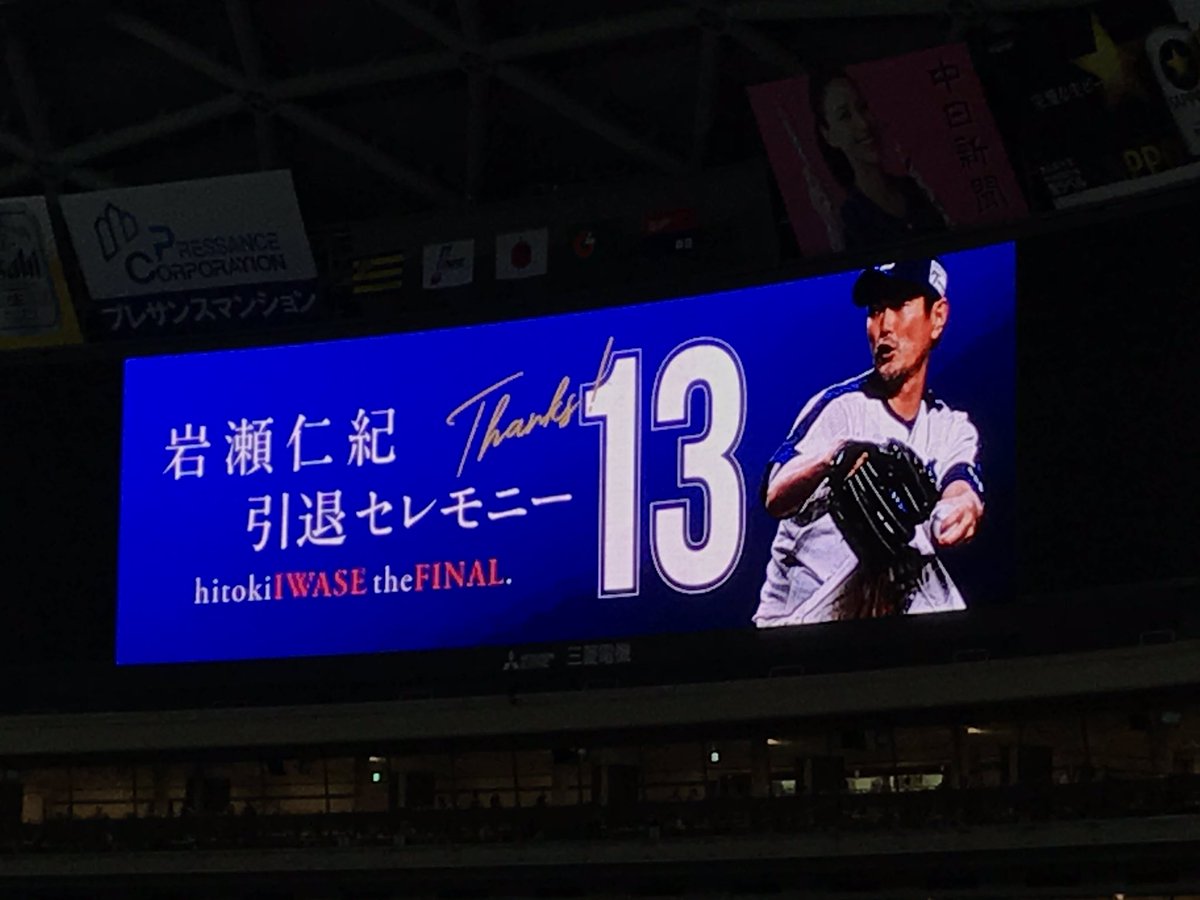 中日新聞
PRESSANCE
CORPORATION
プレサンスマンション
岩瀬仁紀
Thanks!
13
引退セレモニー
hitokiIWASE theFINAL.
三菱電機